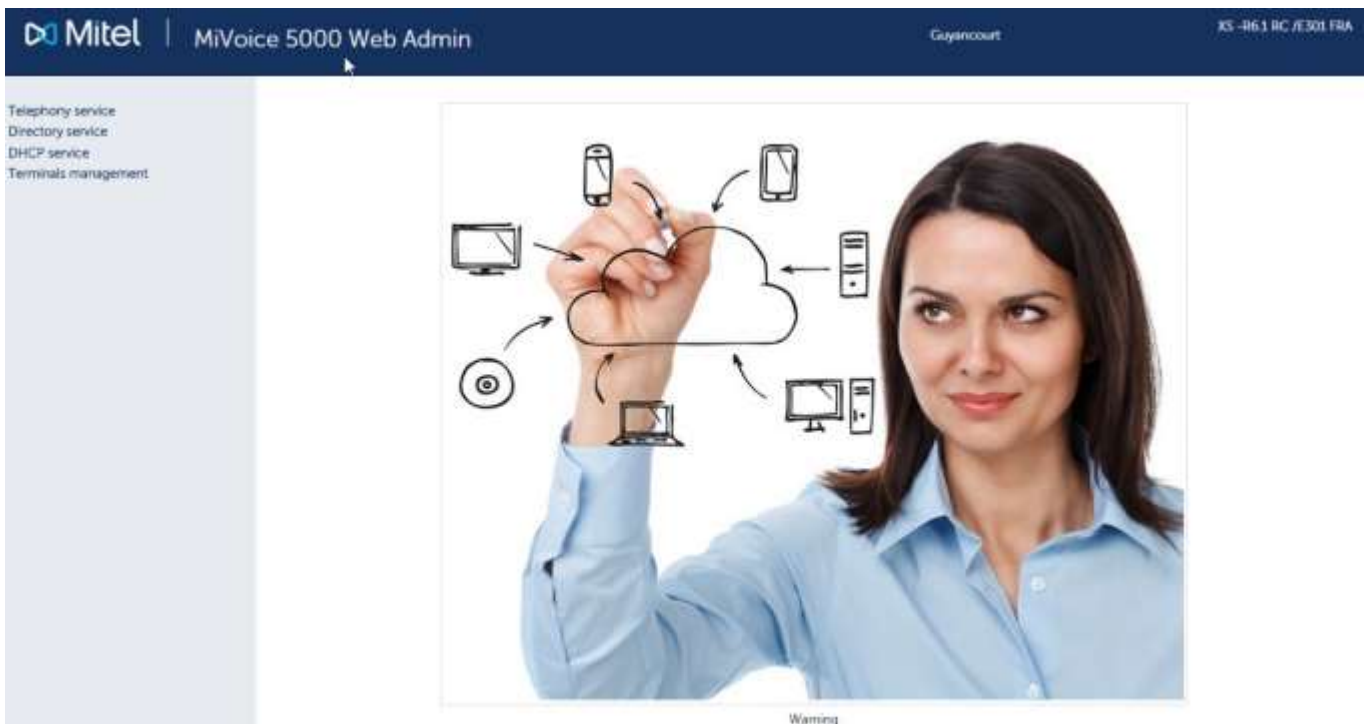 Mitel | MiVoice 5000 Web Admin
Guyancourt
XS -R6.1 RC /E301 FRA
Telephony service
Directory service
DHCP service
Terminals management
Warning